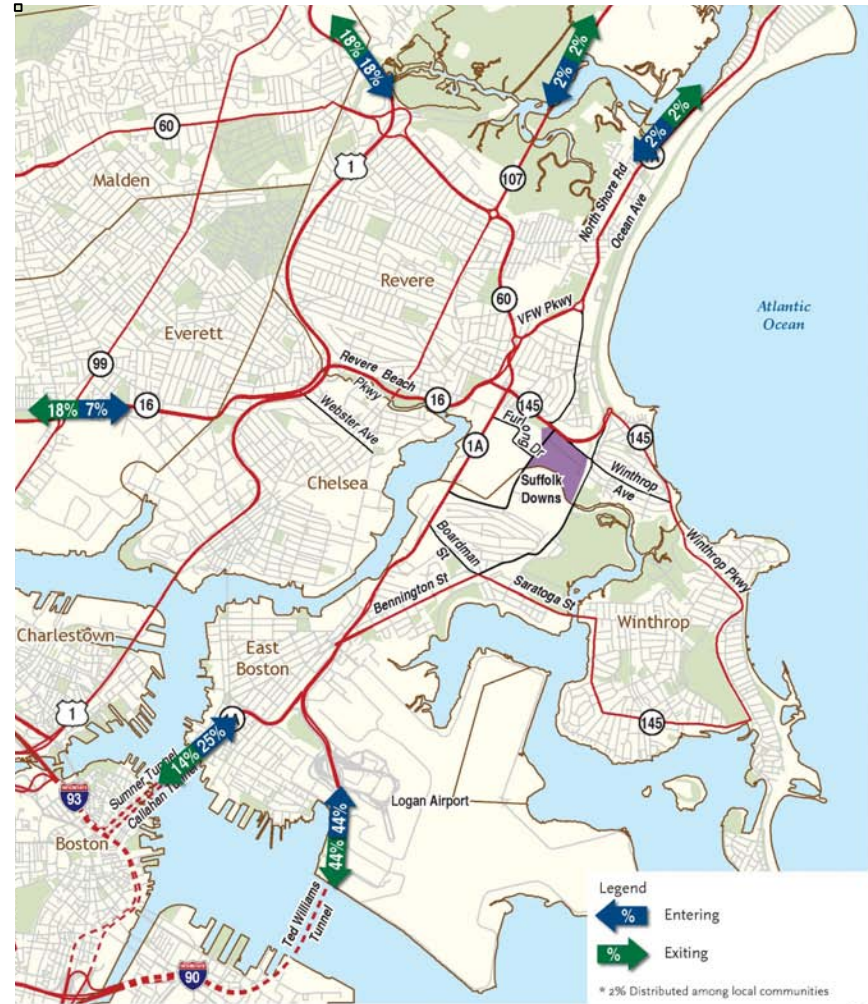 18% 18%
2% 2%
2% 2%
60
1
Malden
107
North Shore Rd
Ocean Ave
Revere
60
VFW Pkwy
Atlantic
Ocean
Everett
99
Revere Beach
Pkwy
18% 7%
16
16
145
Webster Ave
Furlong Dr
145
1A
Chelsea
Suffolk
Downs
Winthrop
Ave
Boardman
St
Winthrop Pkwy
Bennington St
Saratoga St
Charlestown
East
Boston
Winthrop
1
145
14% 25%
Sumner Tunnel
93
Logan Airport
44% 44%
Boston
Ted Williams
Tunnel
90
Legend
% Entering
% Exiting
* 2% Distributed among local communities